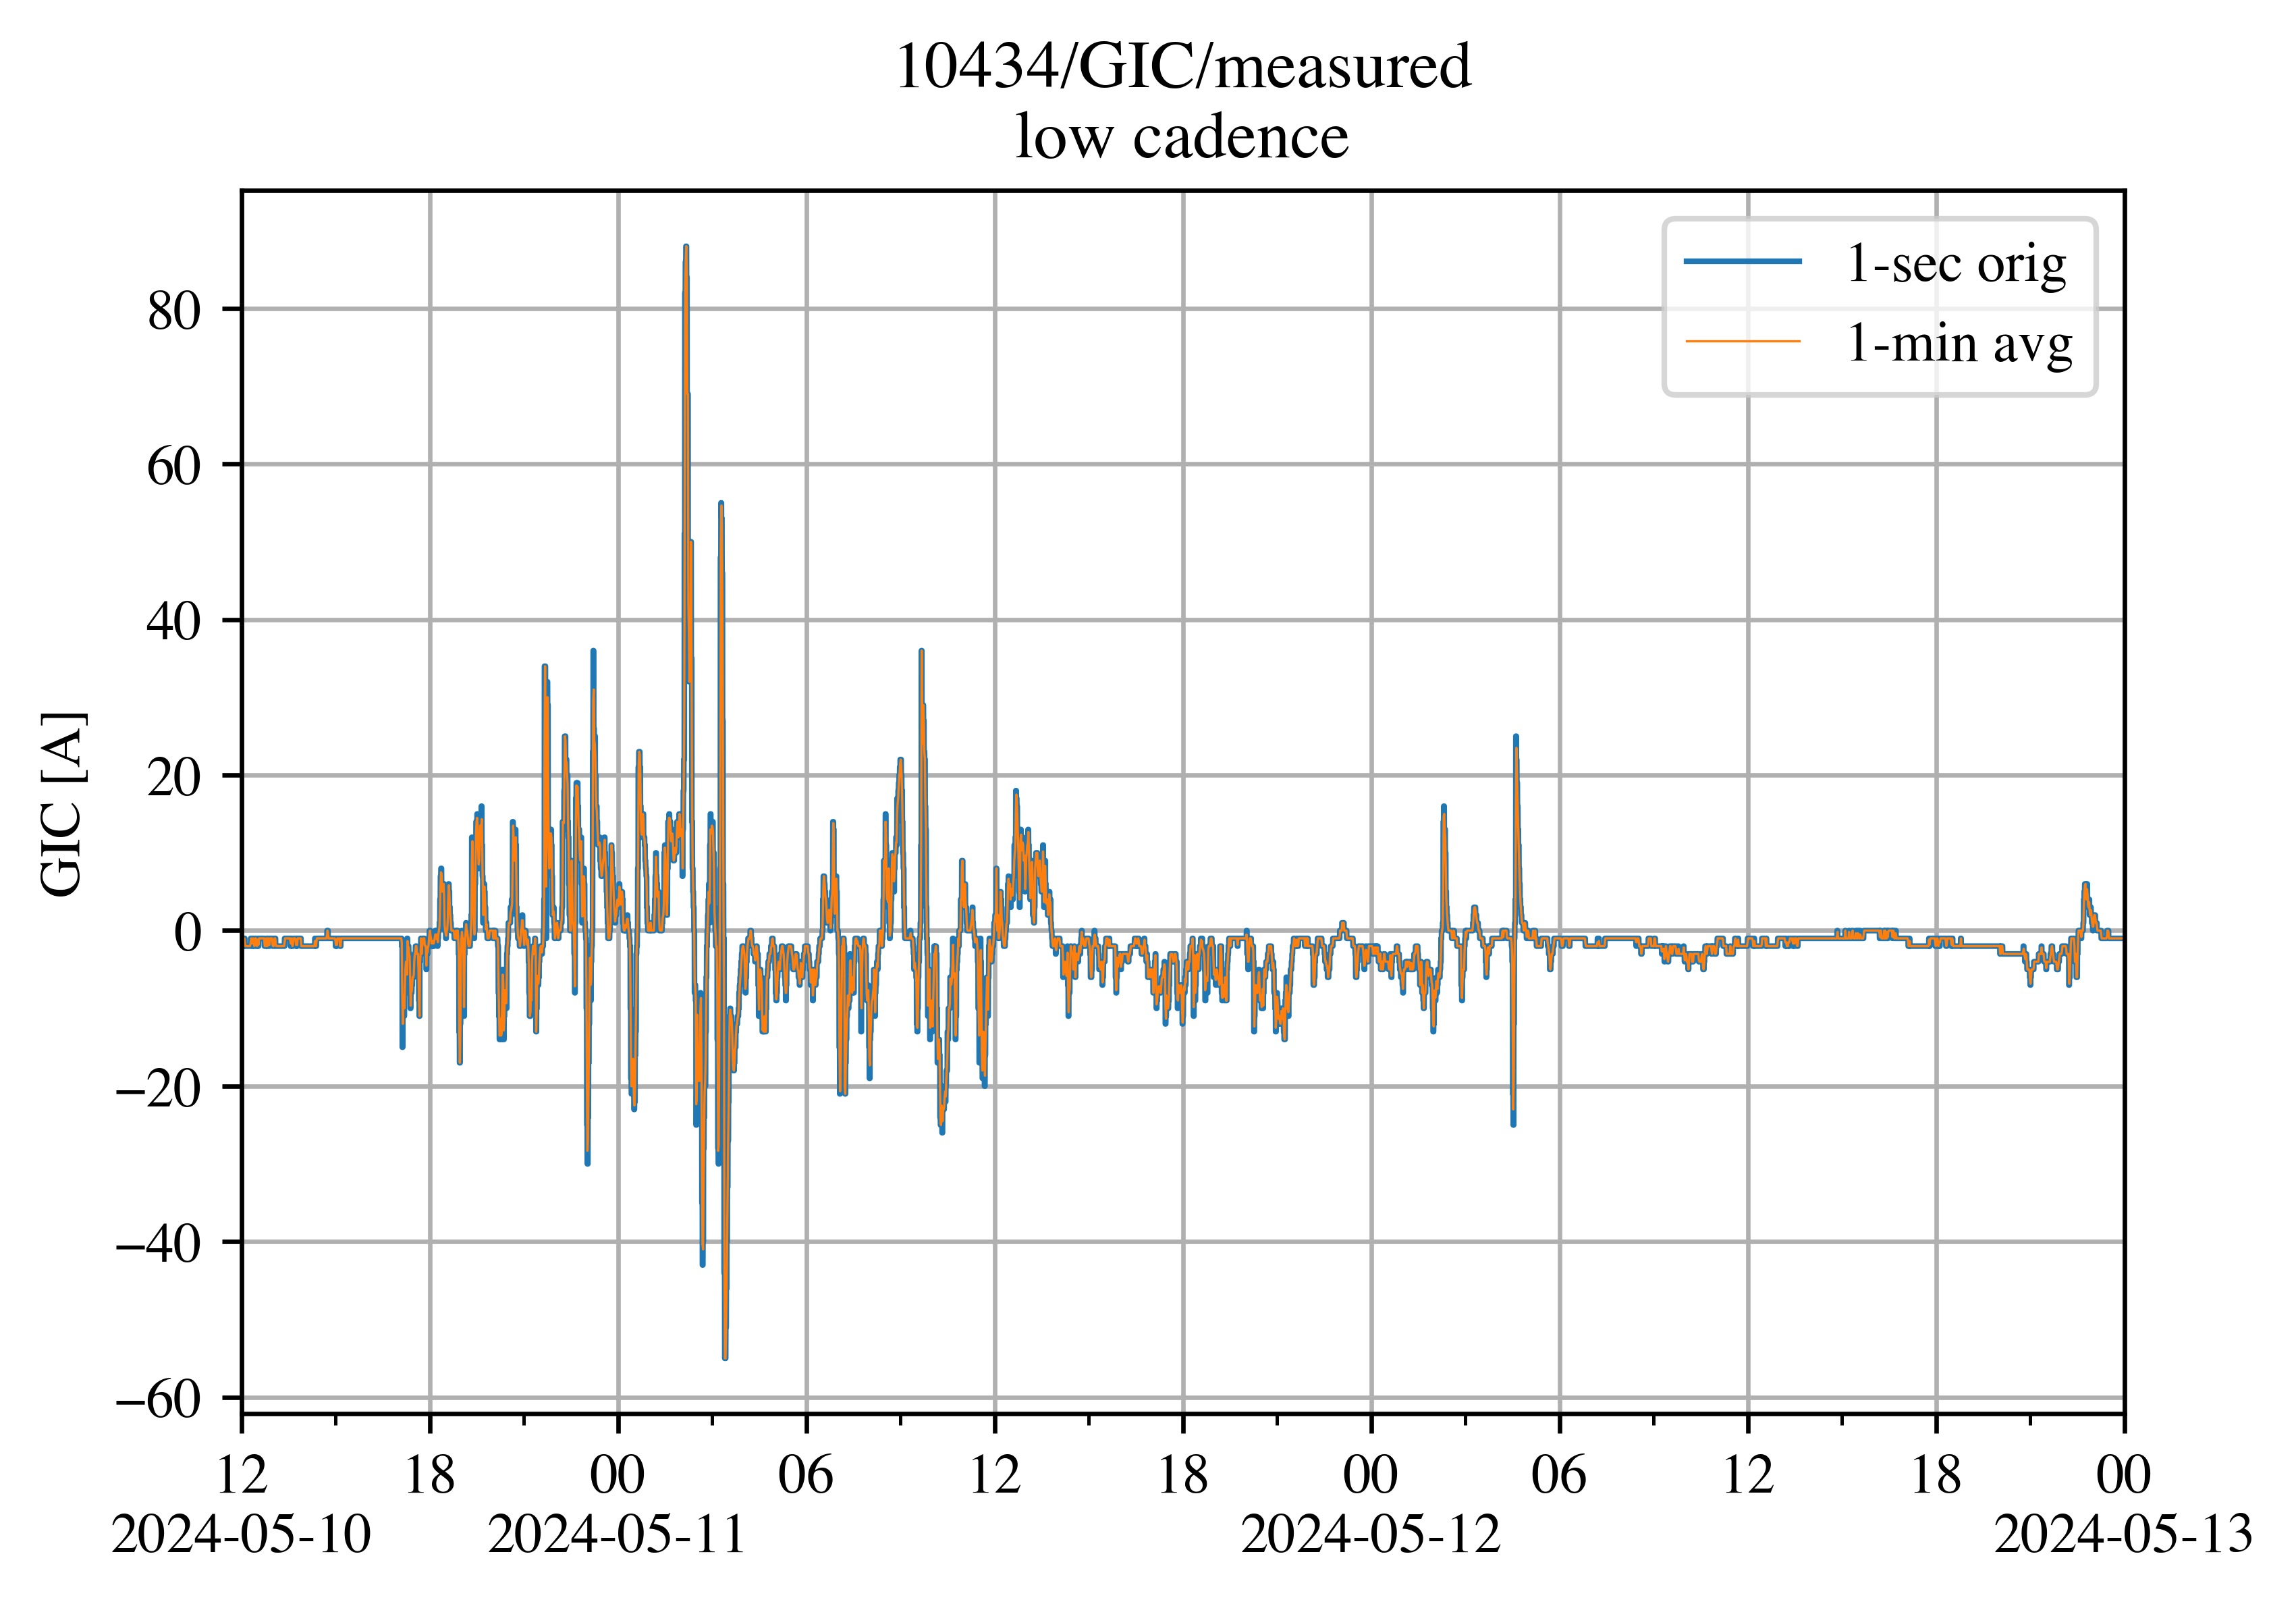 10434/GIC/measured
low cadence
1-sec orig
1-min avg
GIC [A]
80
60
40
20
0
−20
−40
−60
12 18 00 06 12 18 00 06 12 18 00
2024-05-10 2024-05-11 2024-05-12 2024-05-13